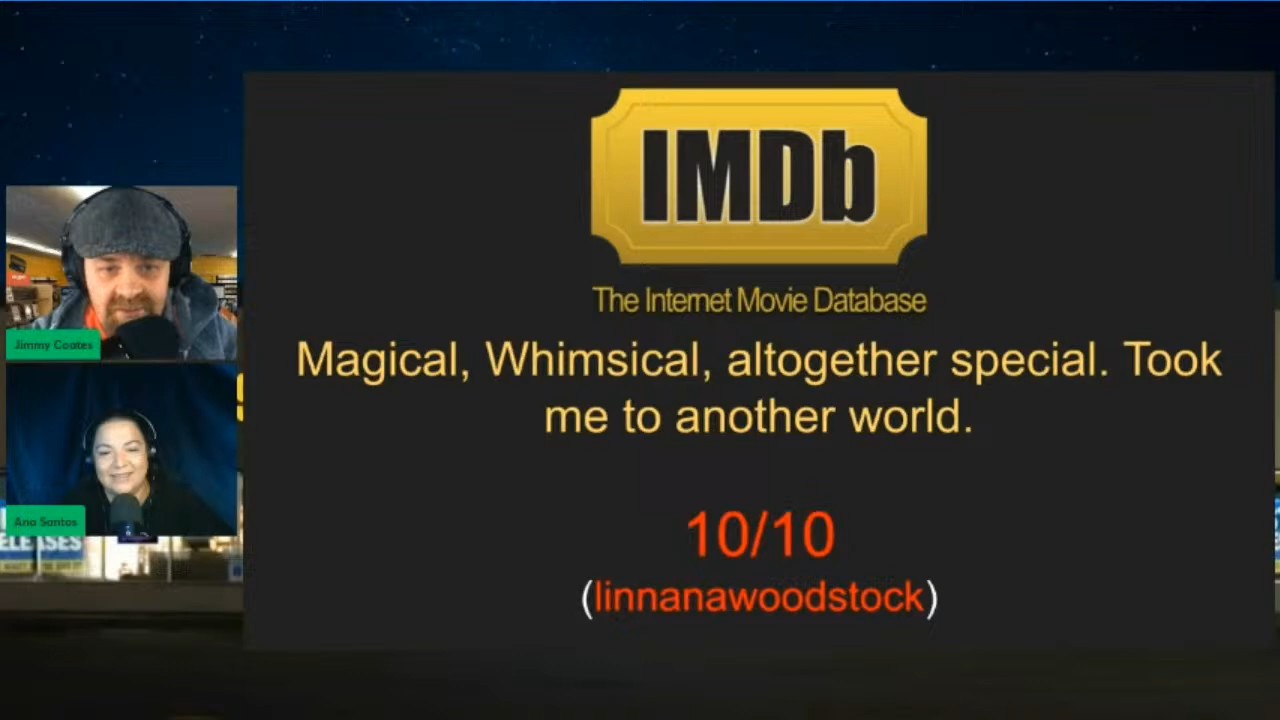 IMDb
The Internet Movie Database
Magical, Whimsical, altogether special. Took
me to another world.
10/10
(linnanawoodstock)
Jimmy Coates
Ana Santos
ELEASES